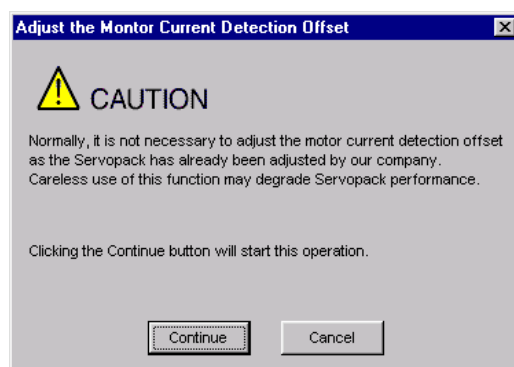 Adjust the Montor Current Detection Offset
CAUTION
Normally, it is not necessary to adjust the motor current detection offset
as the Servopack has already been adjusted by our company.
Careless use of this function may degrade Servopack performance.
Clicking the Continue button will start this operation.
Continue
Cancel